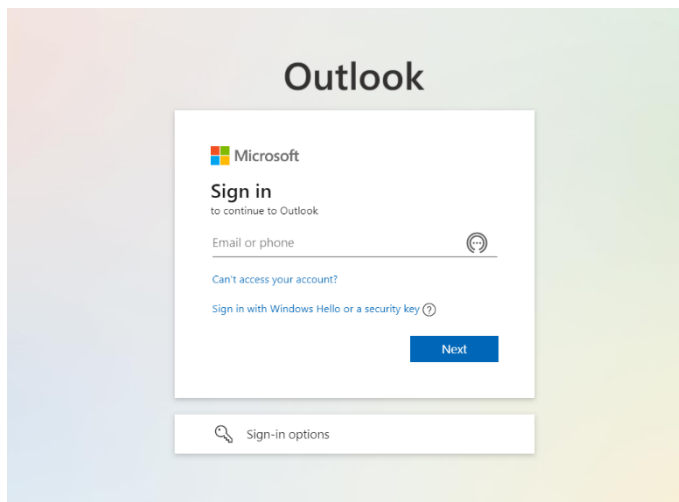 Outlook
Microsoft
Sign in
to continue to Outlook
Email or phone
Can't access your account?
Sign in with Windows Hello or a security key ?
Next
Sign-in options